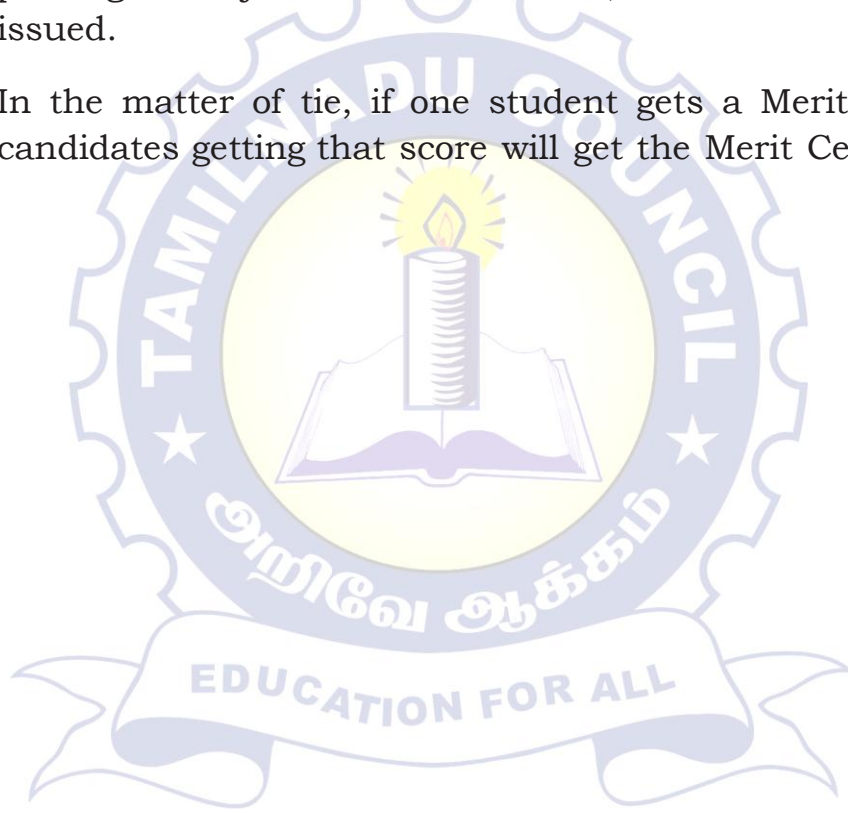 issued.
In the matter of tie, if one student gets a Merit
candidates getting that score will get the Merit Ce
TAMILNADU COUNCIL
அறிவே ஆக்கம்
EDUCATION FOR ALL